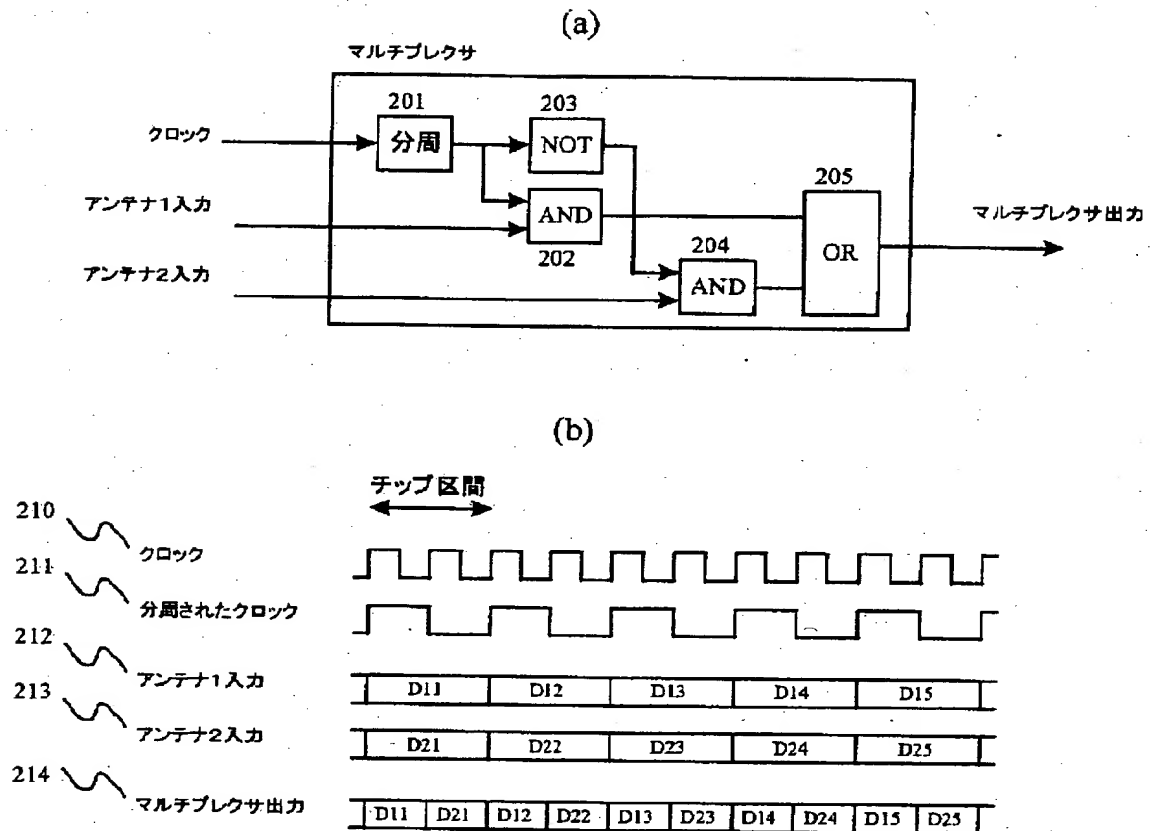 (a)
マルチプレクサ
クロック
201
分周
203
NOT
アンテナ1入力
AND
202
アンテナ2入力
204
AND
205
OR
マルチプレクサ出力
(b)
チップ区間
210
クロック
211
分周されたクロック
212
アンテナ1入力
D11 D12 D13 D14 D15
213
アンテナ2入力
D21 D22 D23 D24 D25
214
マルチプレクサ出力
D11 D21 D12 D22 D13 D23 D14 D24 D15 D25